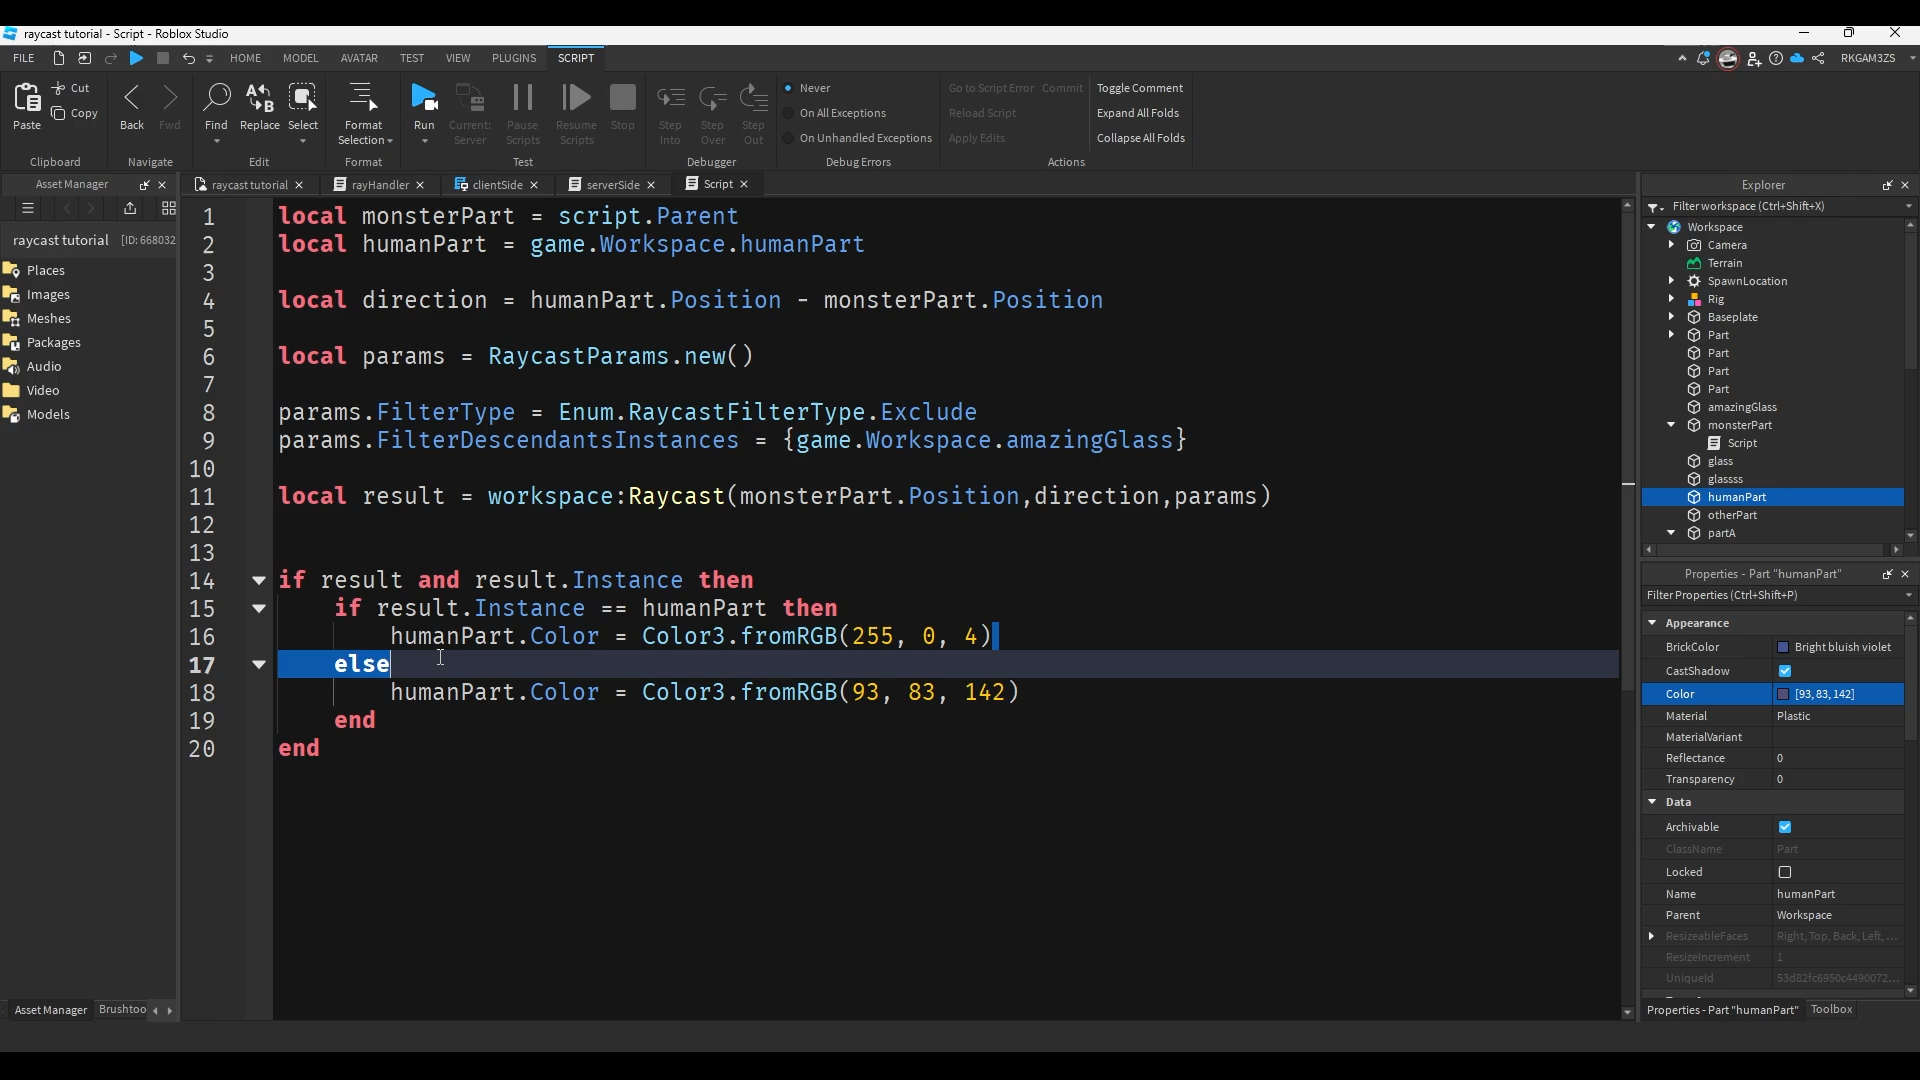 raycast tutorial - Script - Roblox Studio
FILE HOME MODEL AVATAR TEST VIEW PLUGINS SCRIPT RKGAM3ZS
Paste Cut Copy
Clipboard
Back Fwd
Navigate
Find Replace Select
Edit
Format Selection
Format
Run Current: Server Pause Scripts Resume Scripts Stop
Test
Step Into Step Over Step Out
Debugger
Never
On All Exceptions
On Unhandled Exceptions
Debug Errors
Go to Script Error Commit
Reload Script
Apply Edits
Toggle Comment
Expand All Folds
Collapse All Folds
Actions
Asset Manager
raycast tutorial [ID: 668032
Places
Images
Meshes
Packages
Audio
Video
Models
Asset Manager Brushtoo
raycast tutorial rayHandler clientSide serverSide Script
1 local monsterPart = script.Parent
2 local humanPart = game.Workspace.humanPart
3
4 local direction = humanPart.Position - monsterPart.Position
5
6 local params = RaycastParams.new()
7
8 params.FilterType = Enum.RaycastFilterType.Exclude
9 params.FilterDescendantsInstances = {game.Workspace.amazingGlass}
10
11 local result = workspace:Raycast(monsterPart.Position,direction,params)
12
13
14 if result and result.Instance then
15 if result.Instance == humanPart then
16 humanPart.Color = Color3.fromRGB(255, 0, 4)
17 else
18 humanPart.Color = Color3.fromRGB(93, 83, 142)
19 end
20 end
Explorer
Filter workspace (Ctrl+Shift+X)
Workspace
Camera
Terrain
SpawnLocation
Rig
Baseplate
Part
Part
Part
Part
amazingGlass
monsterPart
Script
glass
glassss
humanPart
otherPart
partA
Properties - Part "humanPart"
Filter Properties (Ctrl+Shift+P)
Appearance
BrickColor Bright bluish violet
CastShadow
Color [93, 83, 142]
Material Plastic
MaterialVariant
Reflectance 0
Transparency 0
Data
Archivable
ClassName Part
Locked
Name humanPart
Parent Workspace
ResizeableFaces Right, Top, Back, Left, ...
ResizeIncrement 1
UniqueId 53d82fc6950c4490072...
Properties - Part "humanPart" Toolbox